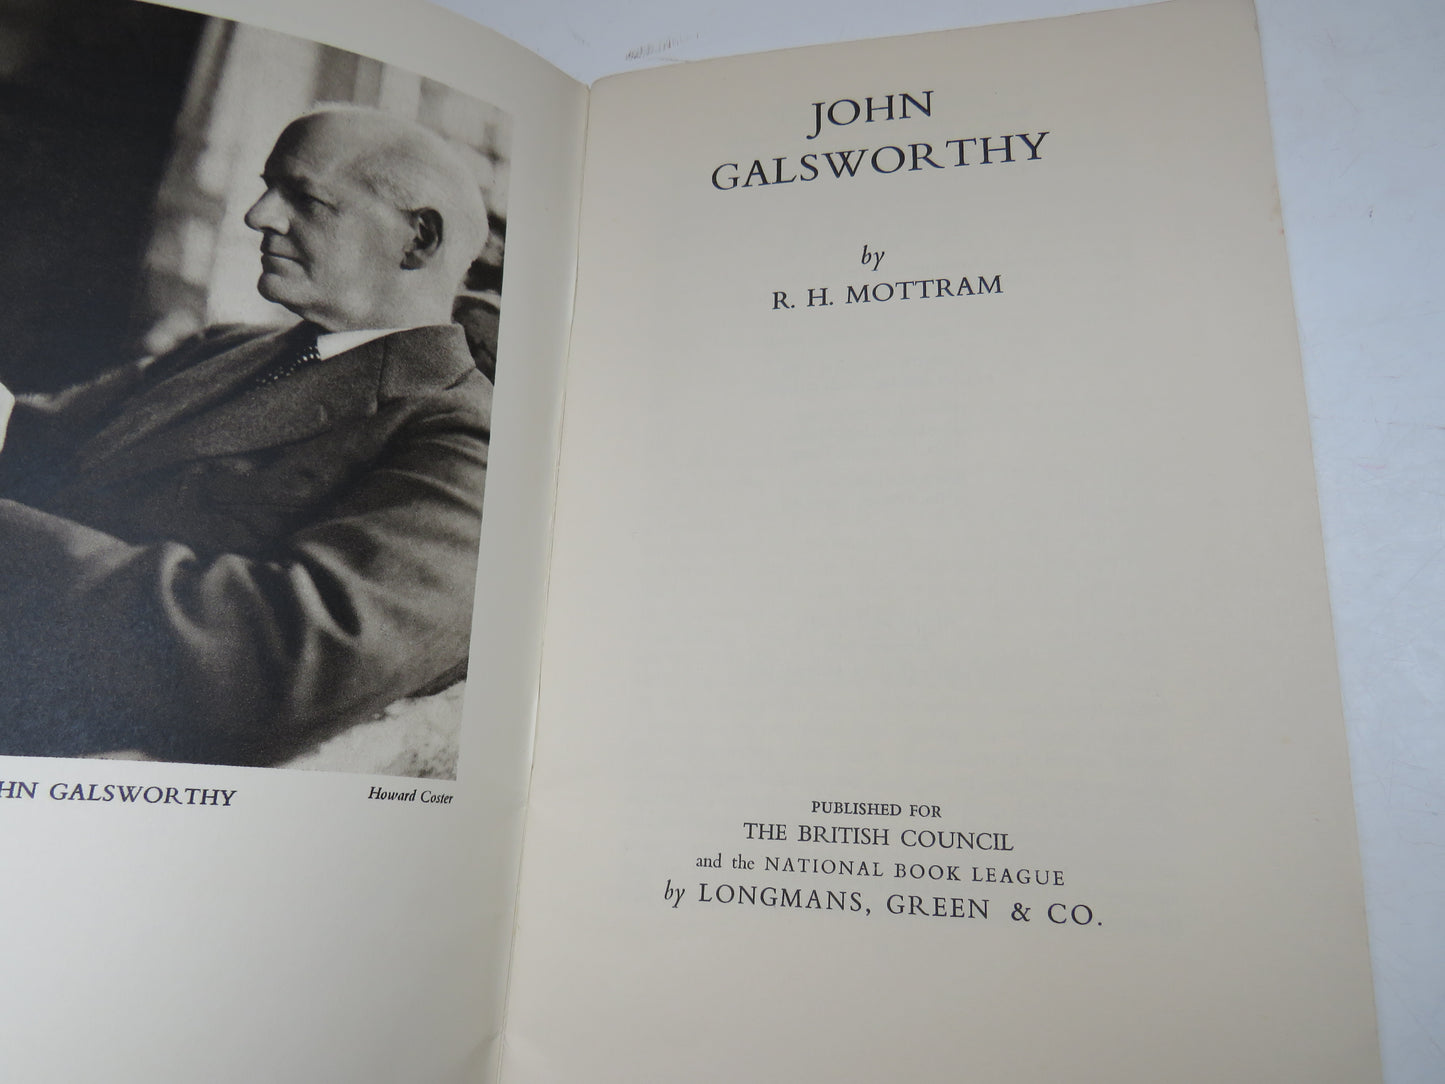 HN GALSWORTHY
Howard Coster
JOHN
GALSWORTHY
by
R. H. MOTTRAM
PUBLISHED FOR
THE BRITISH COUNCIL
and the NATIONAL BOOK LEAGUE
by LONGMANS, GREEN & CO.